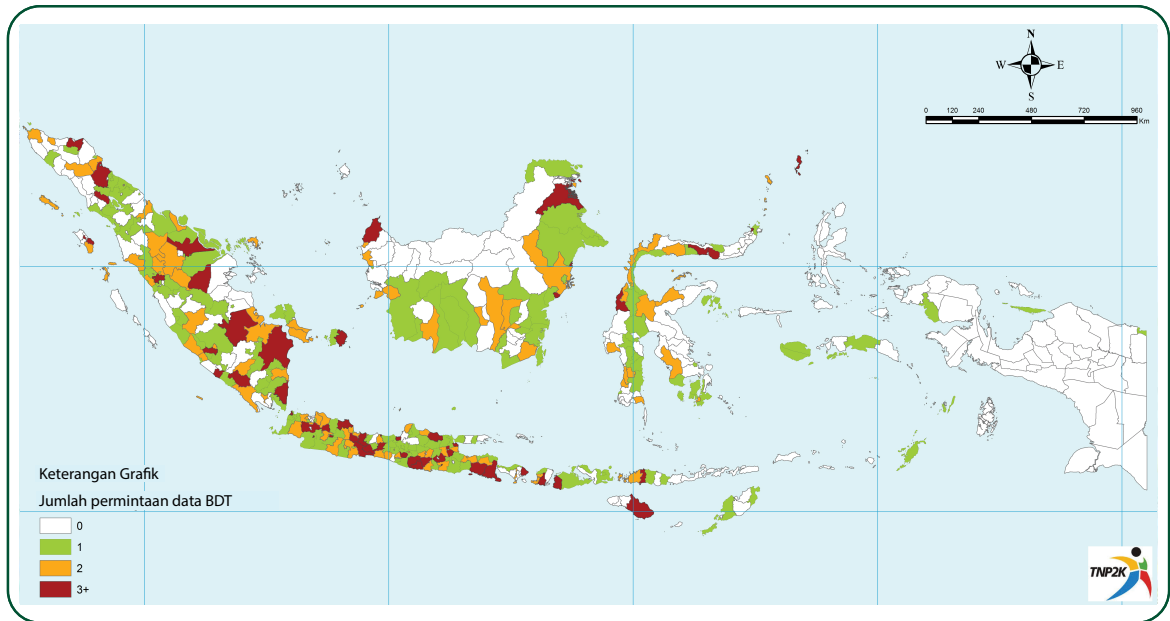 N
W E
S
0 120 240 480 720 960
Km
Keterangan Grafik
Jumlah permintaan data BDT
0
1
2
3+
TNP2K